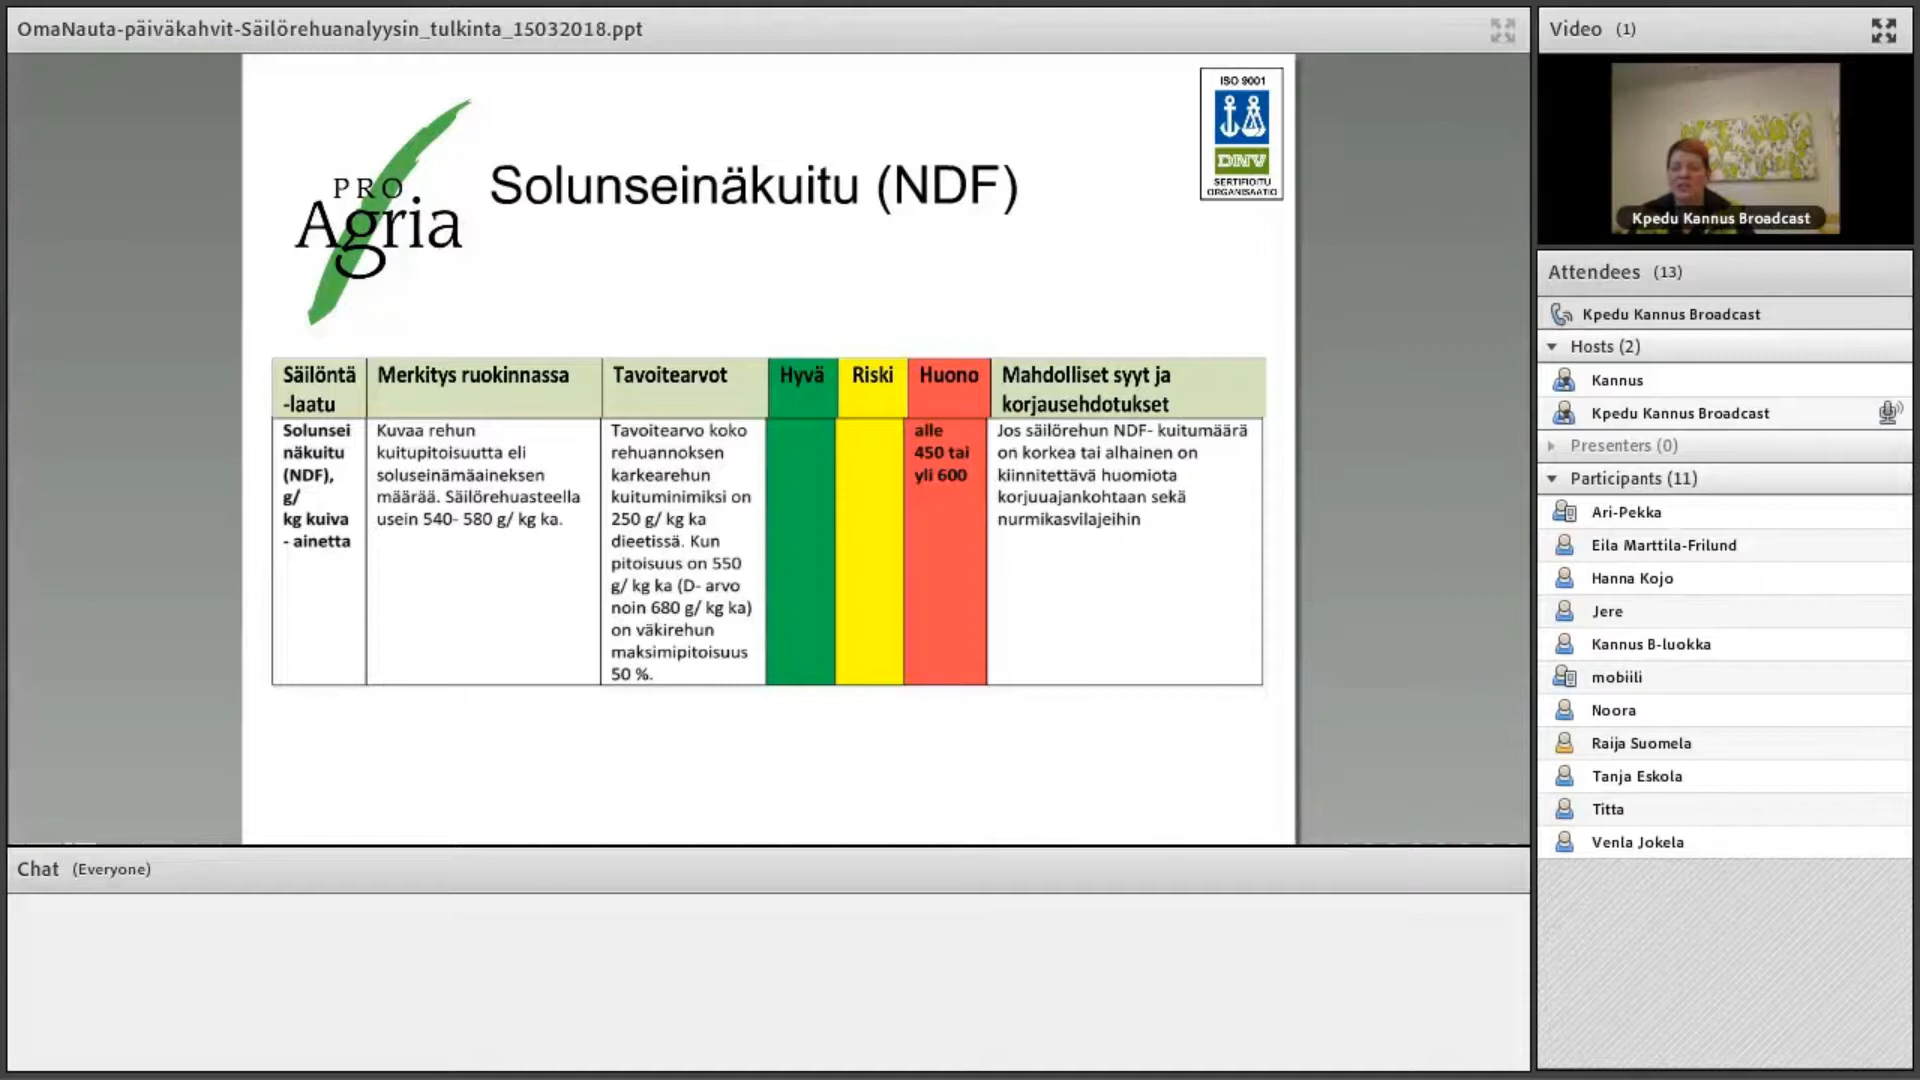 OmaNauta-päiväkahvit-Säilörehuanalyysin_tulkinta_15032018.ppt
PRO
Agria
Solunseinäkuitu (NDF)
ISO 9001
DNV
SERTIFIOITU
ORGANISAATIO
Säilöntä
-laatu
Merkitys ruokinnassa
Tavoitearvot
Hyvä
Riski
Huono
Mahdolliset syyt ja
korjausehdotukset
Solunsei
näkuitu
(NDF),
g/
kg kuiva
- ainetta
Kuvaa rehun
kuitupitoisuutta eli
soluseinämäaineksen
määrää. Säilörehuasteella
usein 540- 580 g/ kg ka.
Tavoitearvo koko
rehuannoksen
karkearehun
kuituminimiksi on
250 g/ kg ka
dieetissä. Kun
pitoisuus on 550
g/ kg ka (D- arvo
noin 680 g/ kg ka)
on väkirehun
maksimipitoisuus
50 %.
alle
450 tai
yli 600
Jos säilörehun NDF- kuitumäärä
on korkea tai alhainen on
kiinnitettävä huomiota
korjuuajankohtaan sekä
nurmikasvilajeihin
Chat (Everyone)
Video (1)
Kpedu Kannus Broadcast
Attendees (13)
Kpedu Kannus Broadcast
Hosts (2)
Kannus
Kpedu Kannus Broadcast
Presenters (0)
Participants (11)
Ari-Pekka
Eila Marttila-Frilund
Hanna Kojo
Jere
Kannus B-luokka
mobiili
Noora
Raija Suomela
Tanja Eskola
Titta
Venla Jokela